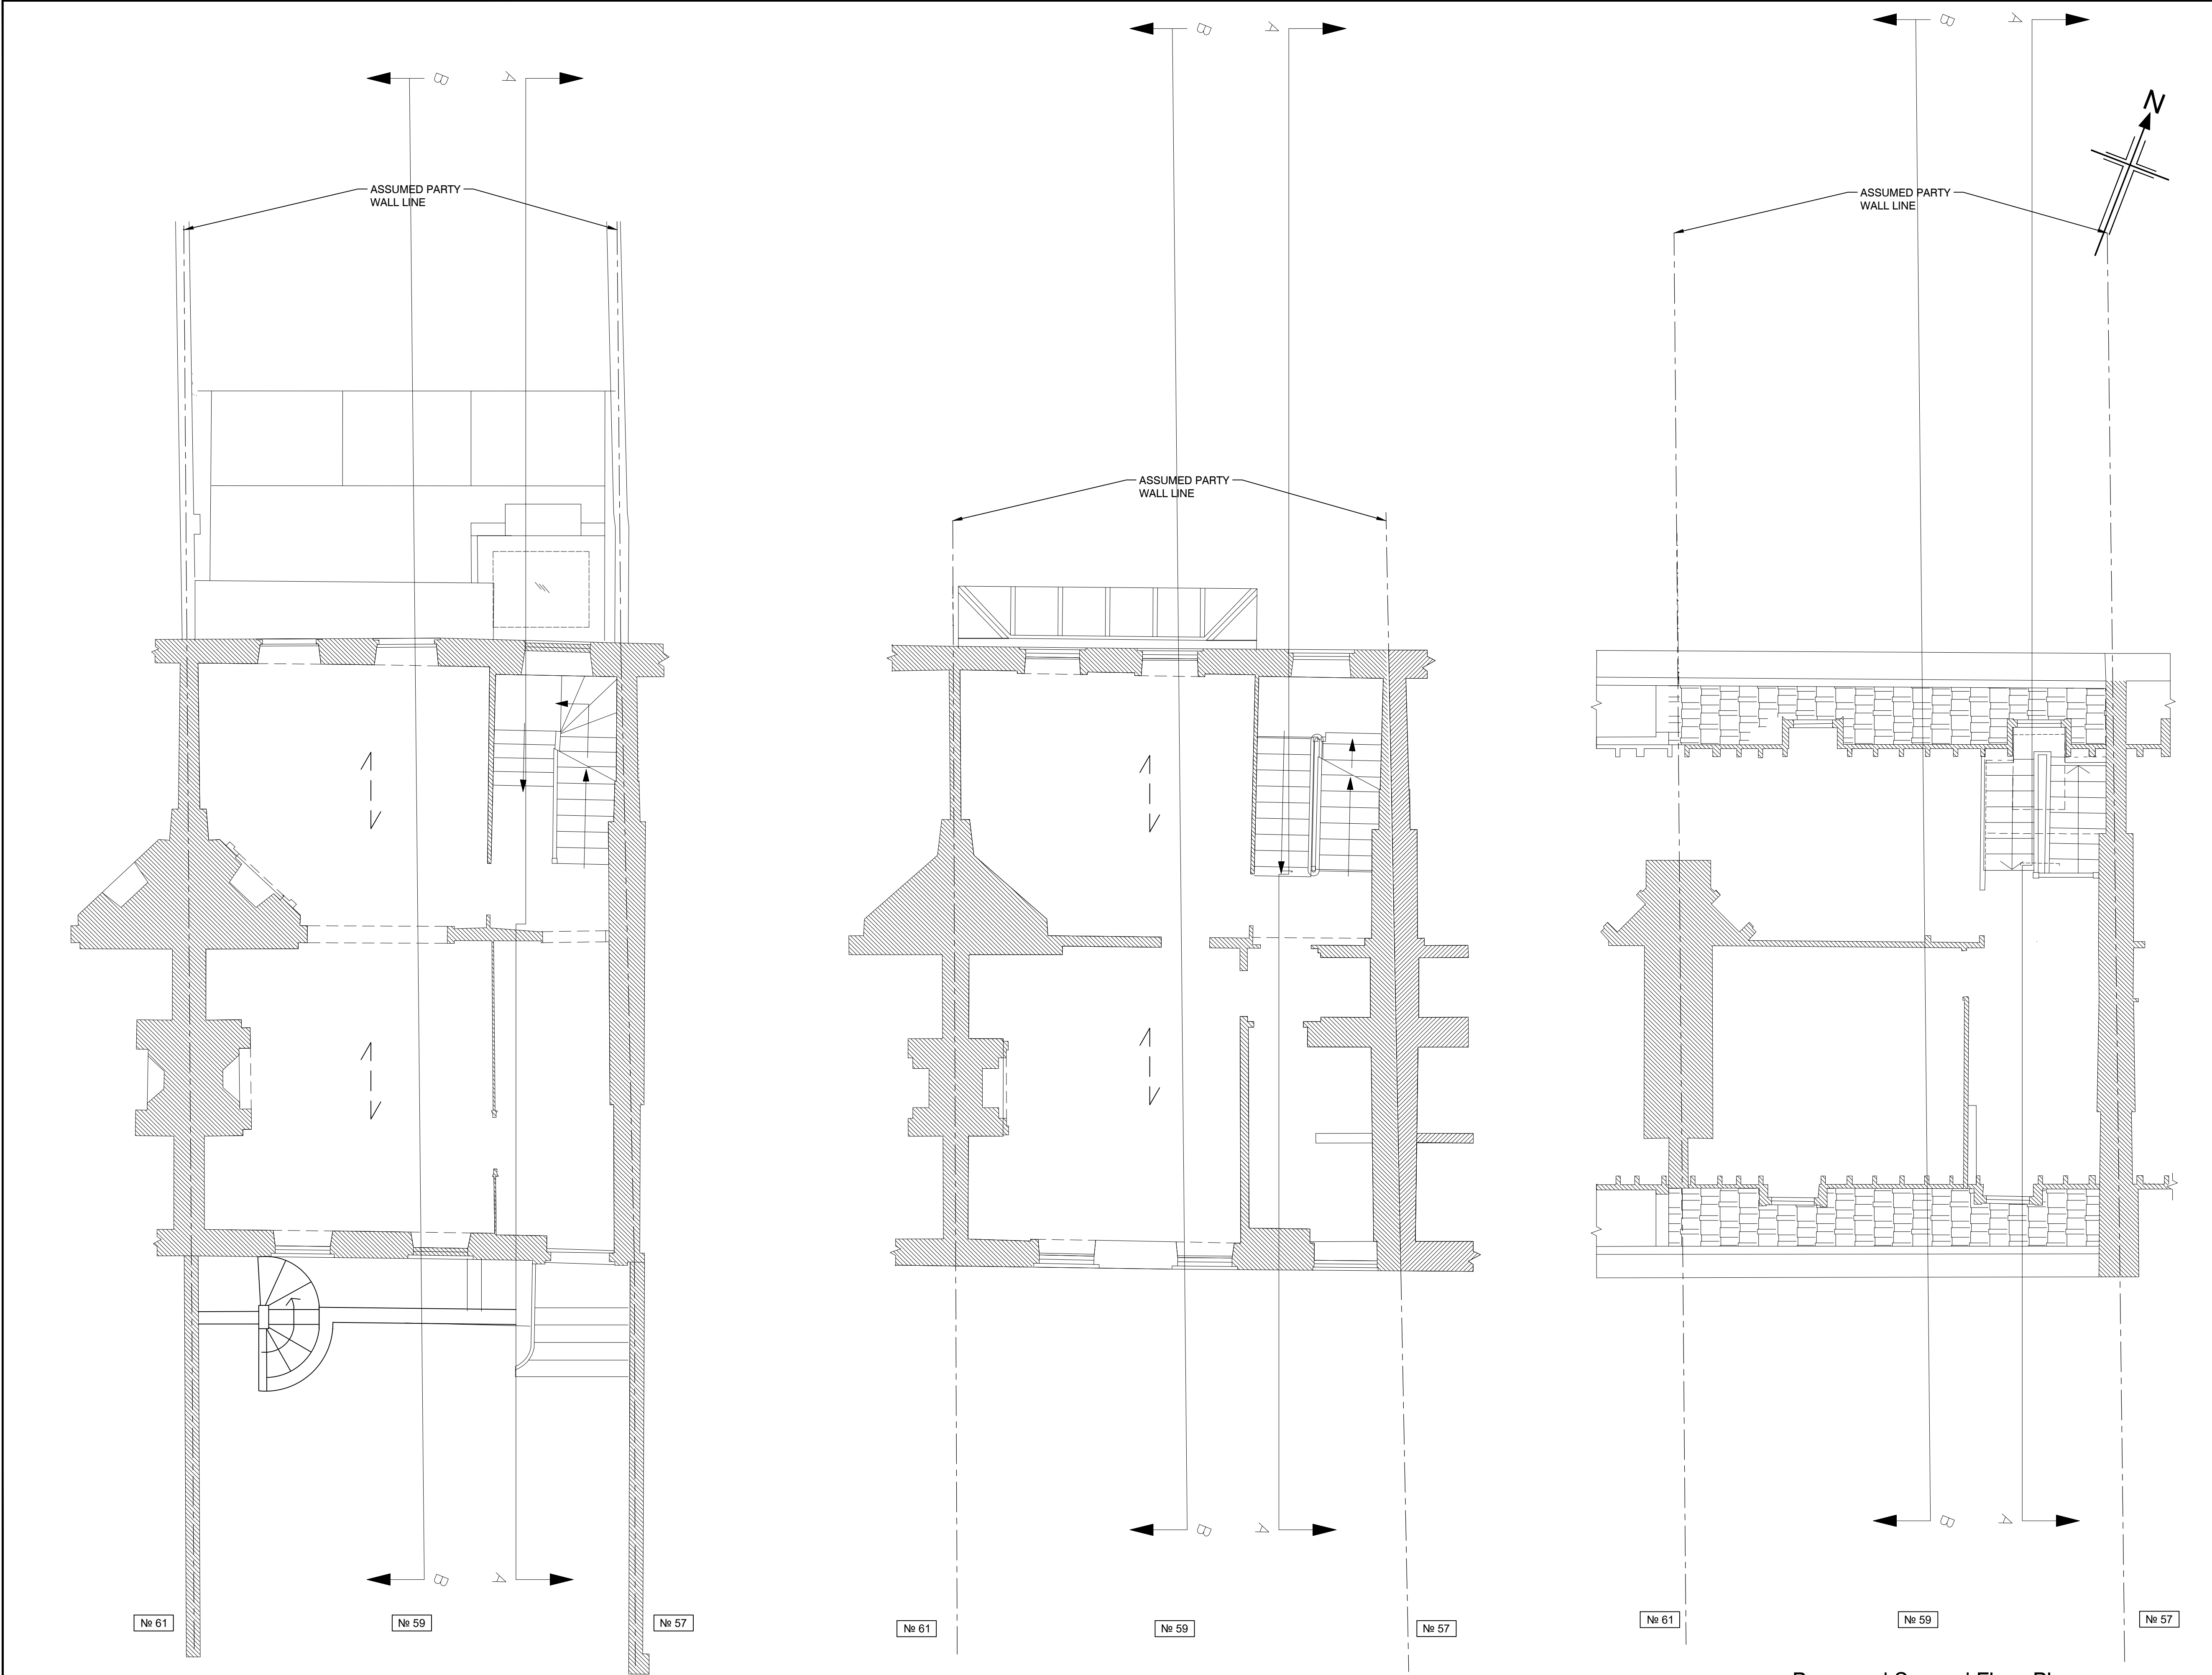 B A
B A
B A
N
ASSUMED PARTY
WALL LINE
ASSUMED PARTY
WALL LINE
ASSUMED PARTY
WALL LINE
B A
B A
B A
№ 61
№ 59
№ 57
№ 61
№ 59
№ 57
№ 61
№ 59
№ 57